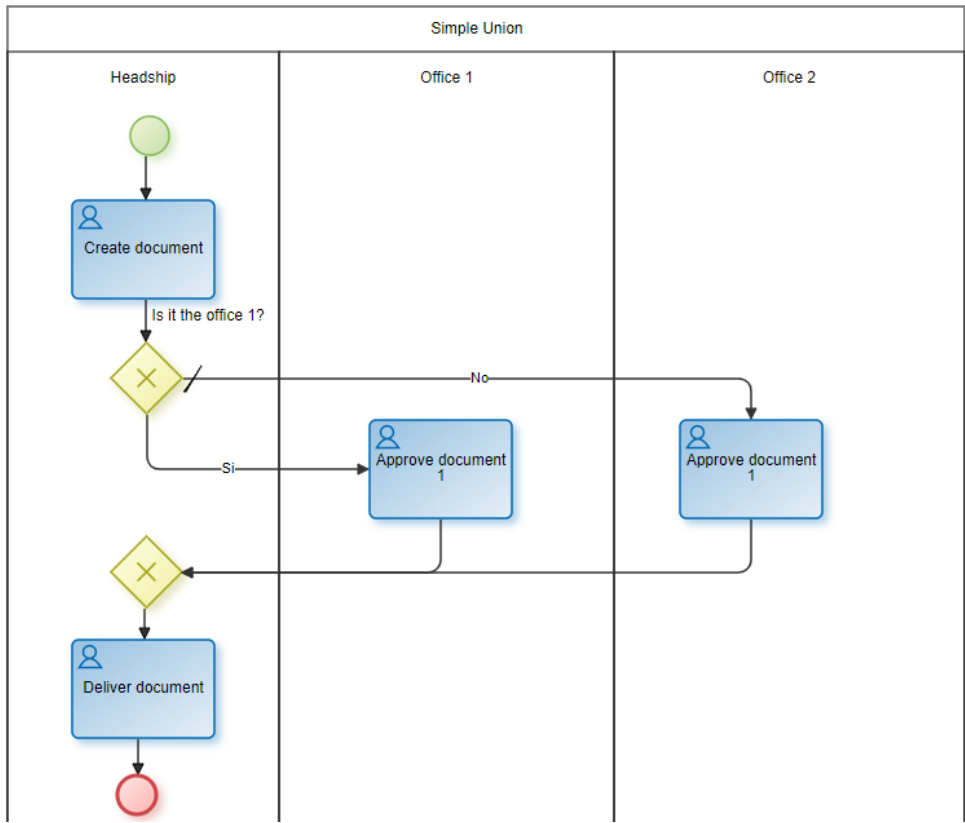 Simple Union
Headship
Office 1
Office 2
Create document
Is it the office 1?
No
Si
Approve document
1
Approve document
1
Deliver document